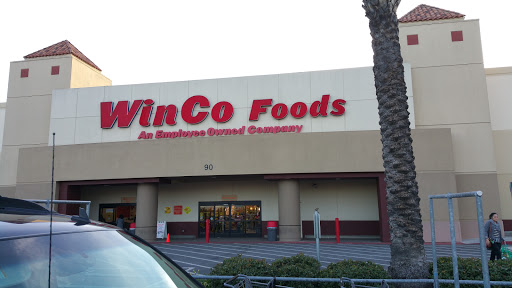 WinCo Foods
An Employee Owned Company
90